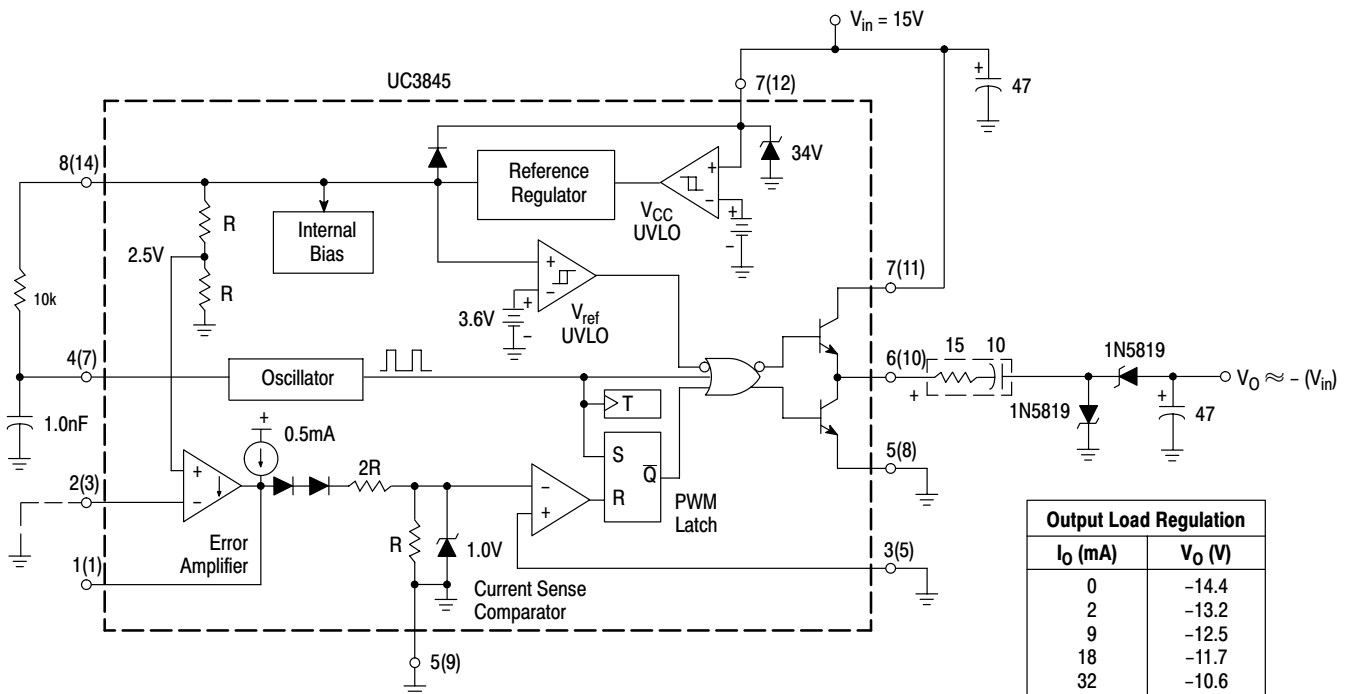 V_in = 15V
UC3845
7(12)
+
47
8(14)
34V
Reference
Regulator
+
−
V_CC
UVLO
+
−
R
Internal
Bias
2.5V
R
+
−
7(11)
10k
3.6V
+
−
V_ref
UVLO
4(7)
Oscillator
6(10)
15
10
1N5819
V_O ≈ – (V_in)
+
1N5819
+
47
T
1.0nF
+
0.5mA
S
Q̅
R
5(8)
2(3)
+
−
2R
−
+
PWM
Latch
R
1.0V
Error
Amplifier
1(1)
Current Sense
Comparator
3(5)
5(9)
Output Load Regulation
I_O (mA) V_O (V)
0 −14.4
2 −13.2
9 −12.5
18 −11.7
32 −10.6